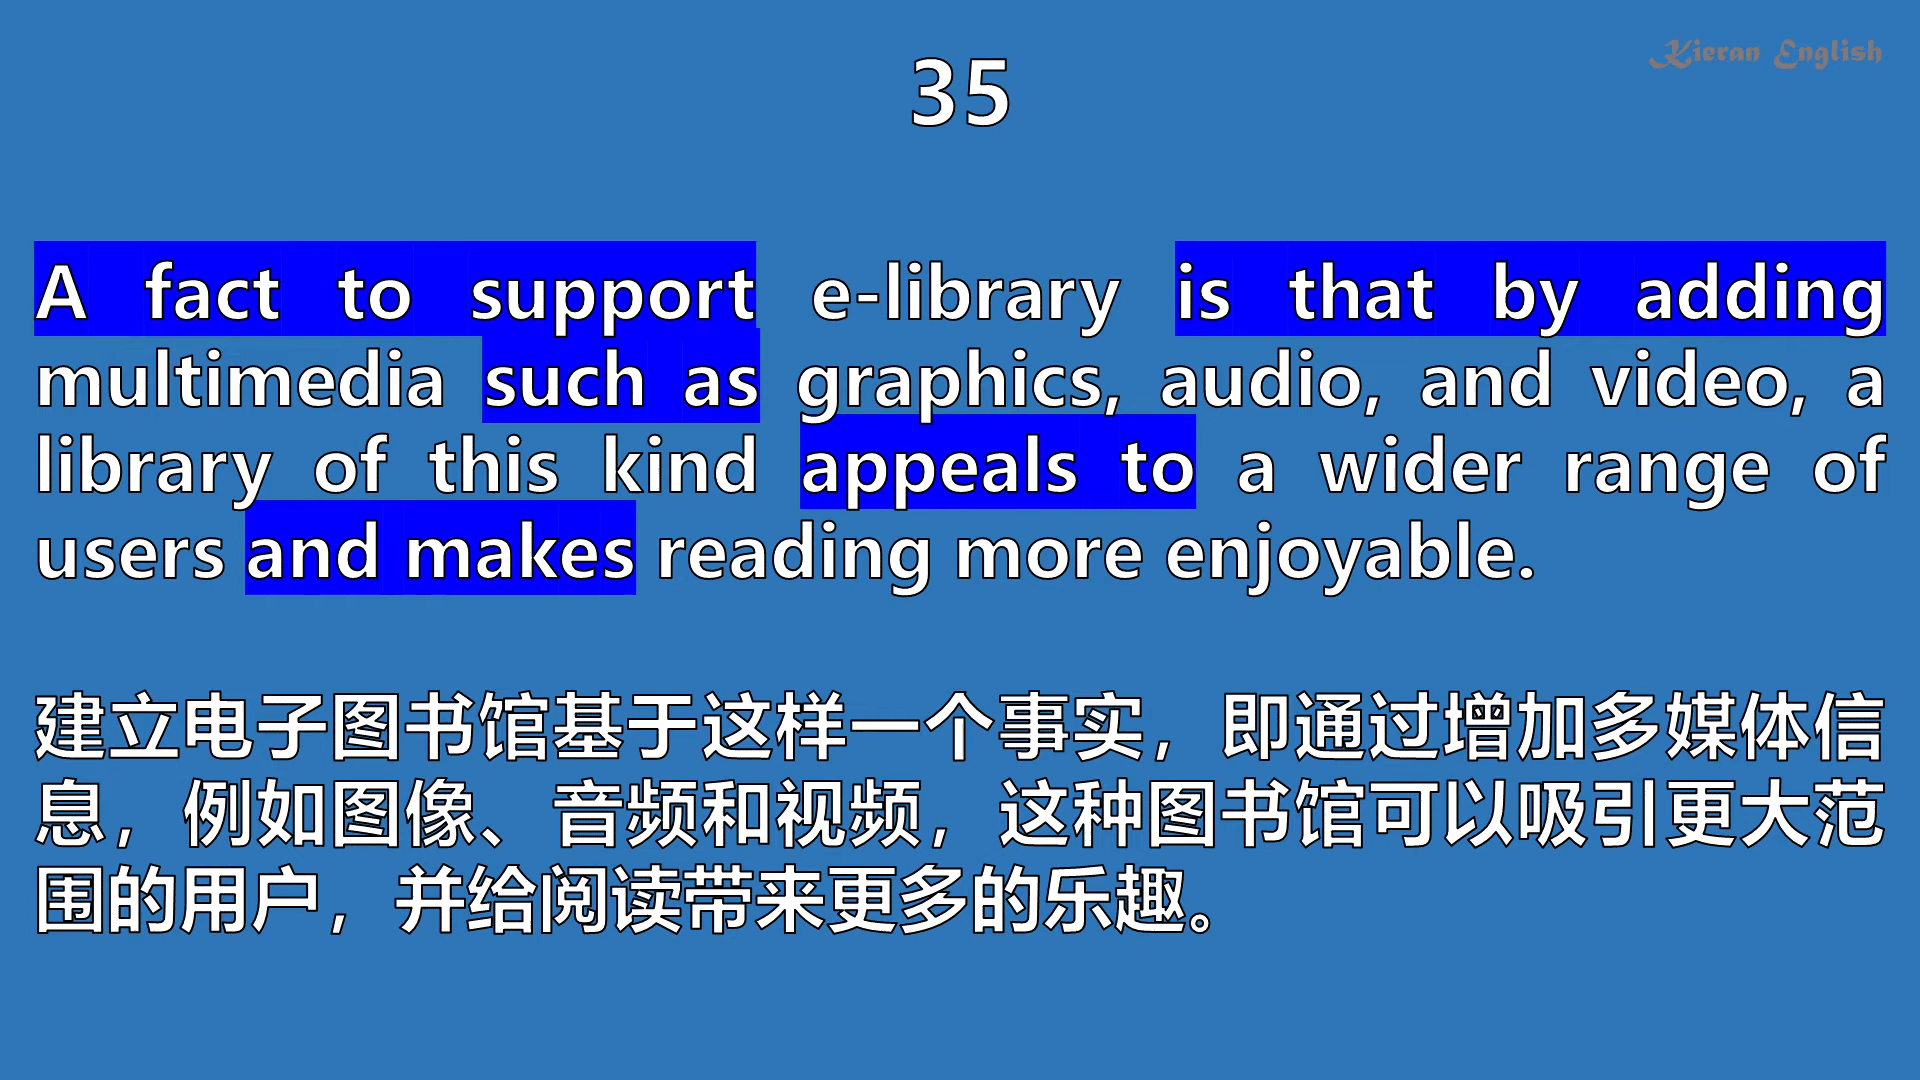 Kieran English
35
A fact to support e-library is that by adding
multimedia such as graphics, audio, and video, a
library of this kind appeals to a wider range of
users and makes reading more enjoyable.
建立电子图书馆基于这样一个事实，即通过增加多媒体信
息，例如图像、音频和视频，这种图书馆可以吸引更大范
围的用户，并给阅读带来更多的乐趣。